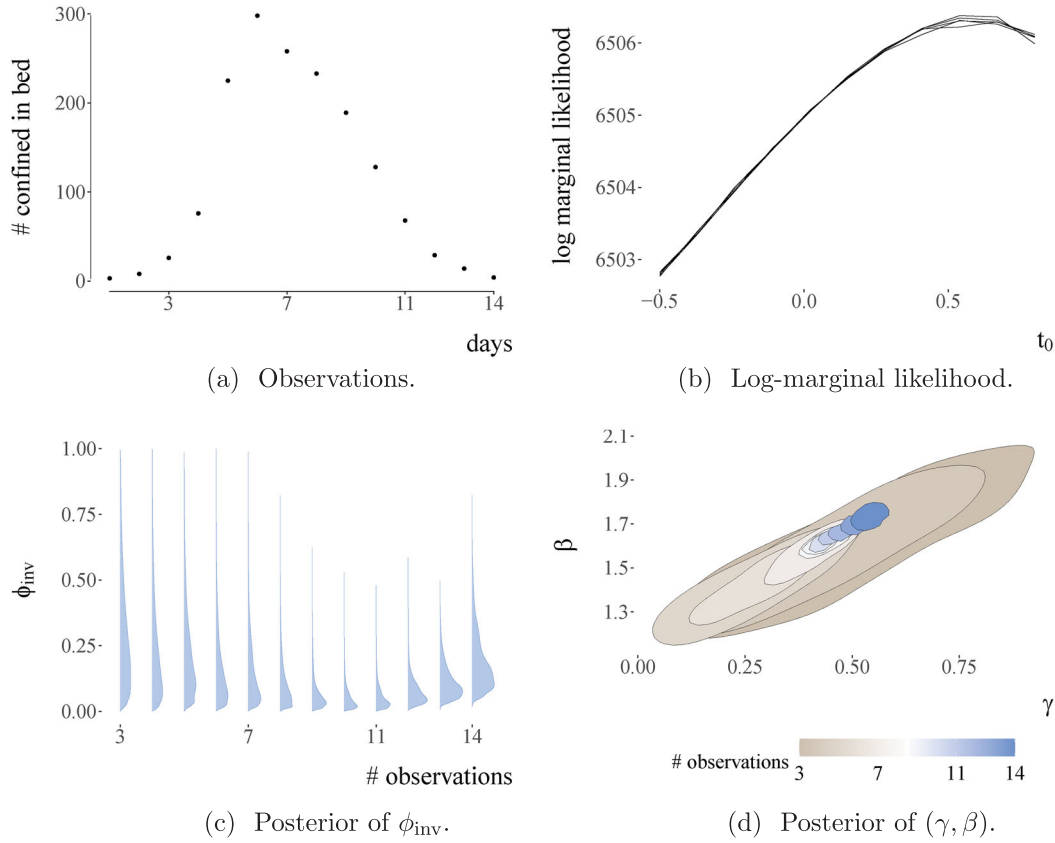 300-
200-
100-
0-
# confined in bed
3 7 11 14
days
(a) Observations.
6506-
6505-
6504-
6503-
log marginal likelihood
−0.5 0.0 0.5
t₀
(b) Log-marginal likelihood.
1.00-
0.75-
0.50-
0.25-
0.00-
ϕinv
3 7 11 14
# observations
(c) Posterior of ϕinv.
2.1-
1.9-
1.7-
1.5-
1.3-
β
0.00 0.25 0.50 0.75
γ
# observations
3 7 11 14
(d) Posterior of (γ, β).